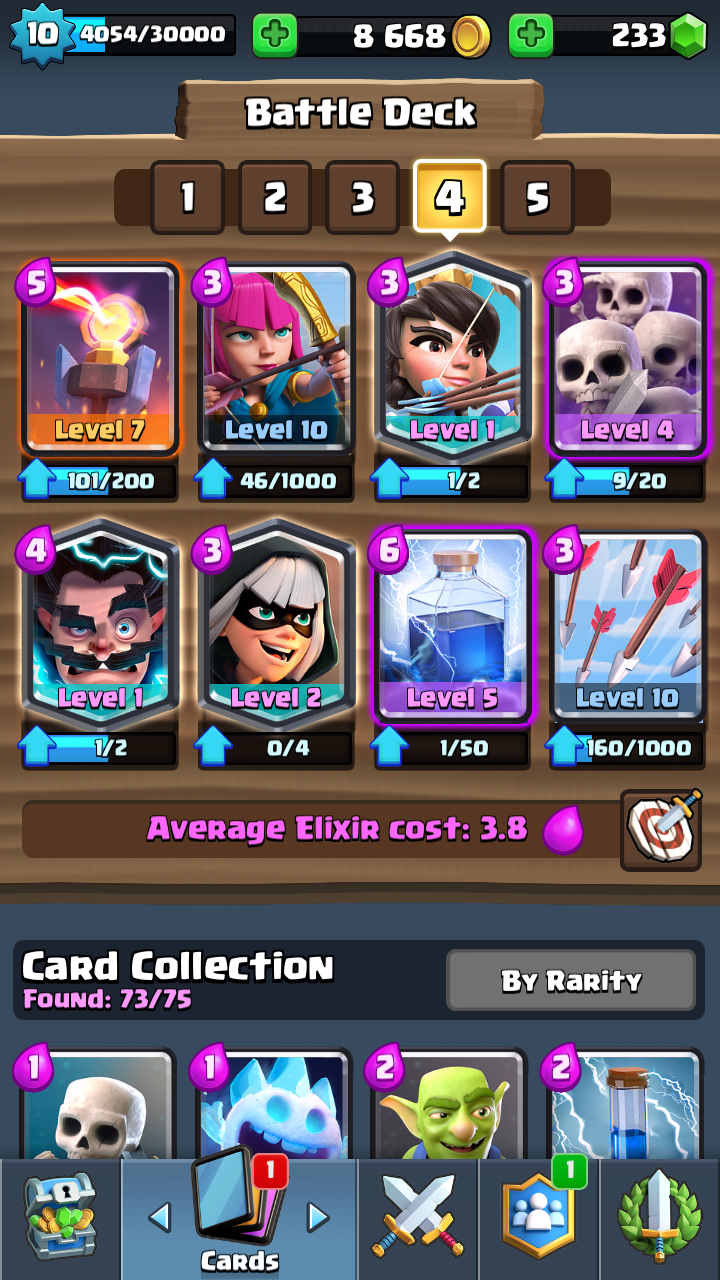 10 4054/30000 8 668 233
Battle Deck
1 2 3 4 5
5 3 3 3
Level 7 Level 10 Level 1 Level 4
101/200 46/1000 1/2 9/20
4 3 6 3
Level 1 Level 2 Level 5 Level 10
1/2 0/4 1/50 160/1000
Average Elixir cost: 3.8
Card Collection
By Rarity
Found: 73/75
1 1 2 2
1 1
Cards